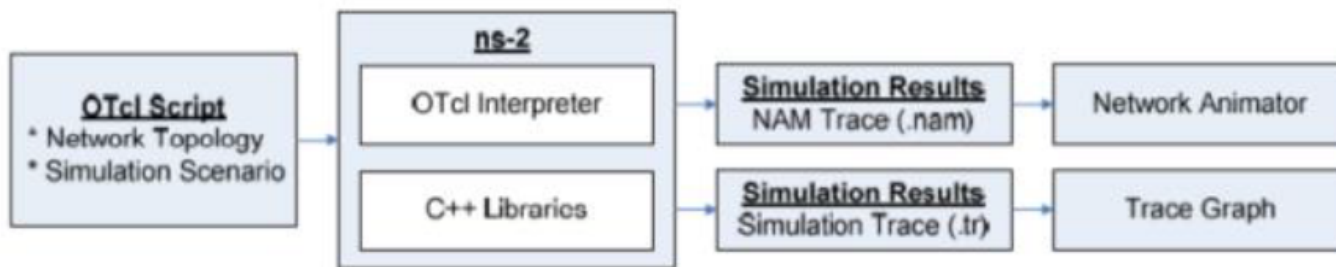 OTcl Script
* Network Topology
* Simulation Scenario
ns-2
OTcl Interpreter
C++ Libraries
Simulation Results
NAM Trace (.nam)
Simulation Results
Simulation Trace (.tr)
Network Animator
Trace Graph